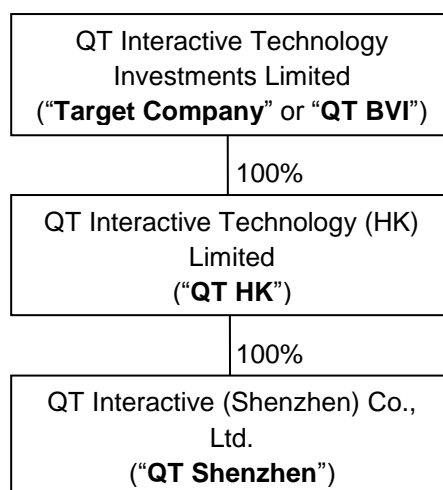 QT Interactive Technology
Investments Limited
(“Target Company” or “QT BVI”)
100%
QT Interactive Technology (HK)
Limited
(“QT HK”)
100%
QT Interactive (Shenzhen) Co.,
Ltd.
(“QT Shenzhen”)